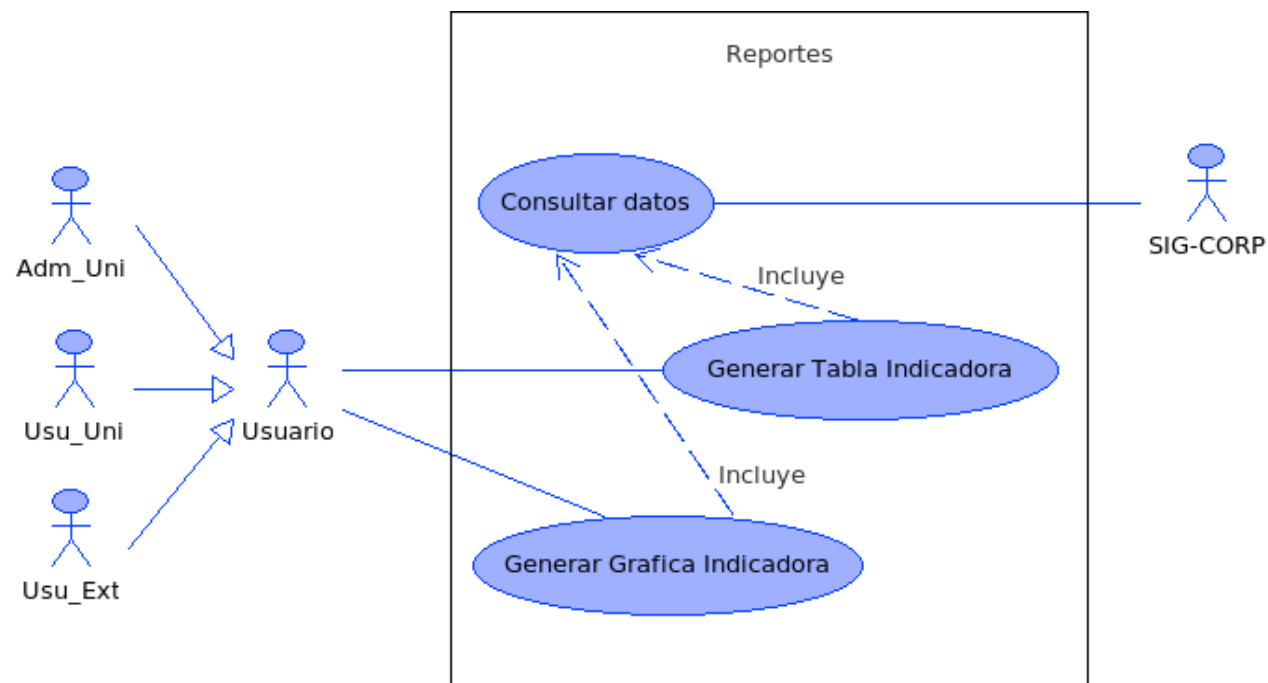 Reportes
Consultar datos
SIG-CORP
Adm_Uni
Incluye
Generar Tabla Indicadora
Usu_Uni
Usuario
Incluye
Generar Grafica Indicadora
Usu_Ext